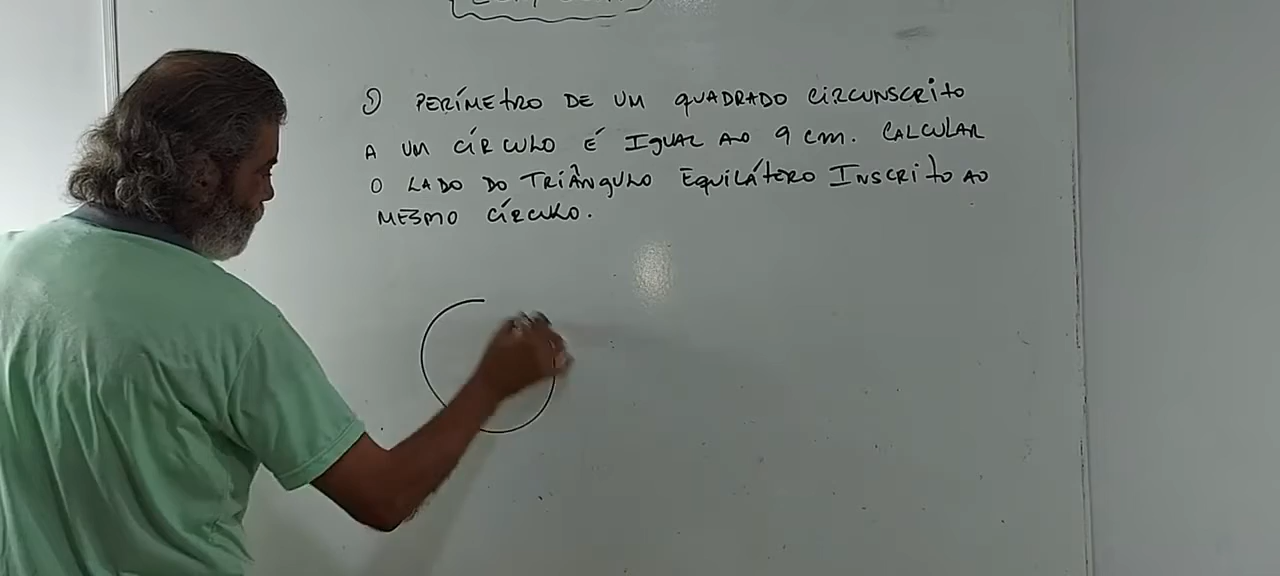 1) PERÍMETRO DE UM QUADRADO CIRCUNSCRITO
A UM CÍRCULO É IGUAL AO 9 cm. CALCULAR
O LADO DO TRIÂNGULO EQUILÁTERO INSCRITO AO
MESMO CÍRCULO.